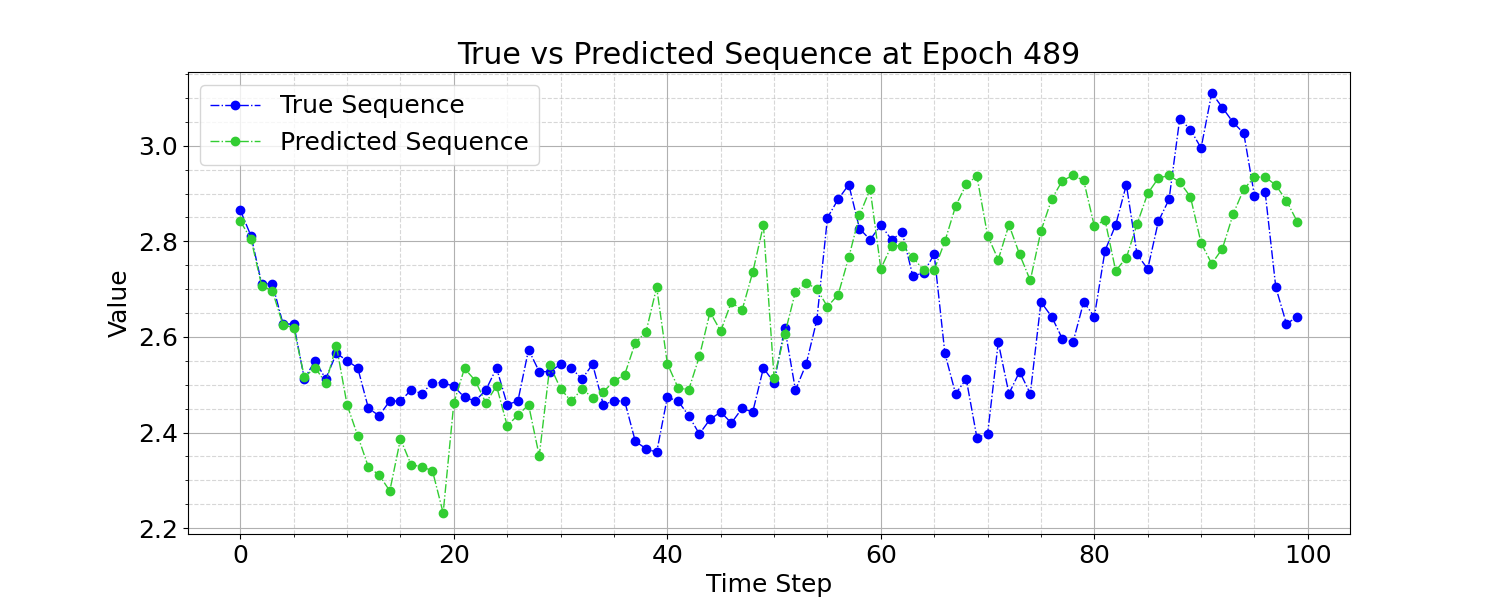 True vs Predicted Sequence at Epoch 489
True Sequence
Predicted Sequence
Value
3.0
2.8
2.6
2.4
2.2
0 20 40 60 80 100
Time Step